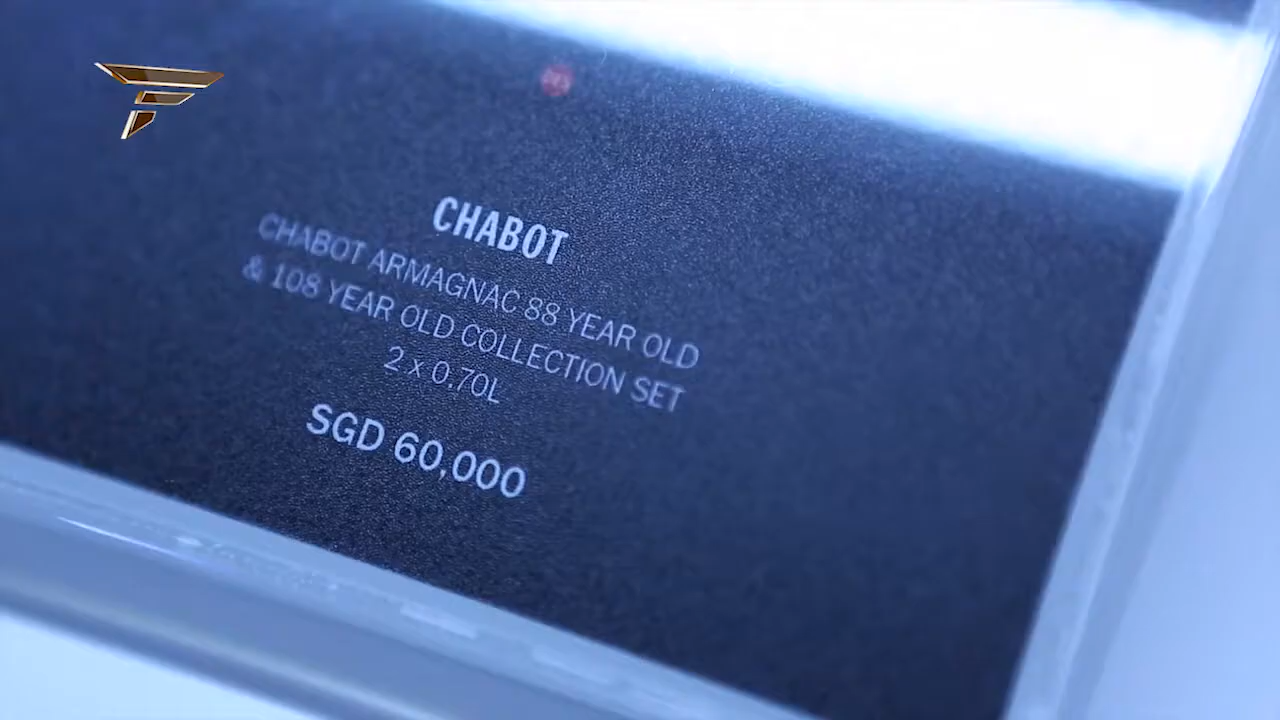 CHABOT
CHABOT ARMAGNAC 88 YEAR OLD
& 108 YEAR OLD COLLECTION SET
2 x 0.70L
SGD 60,000